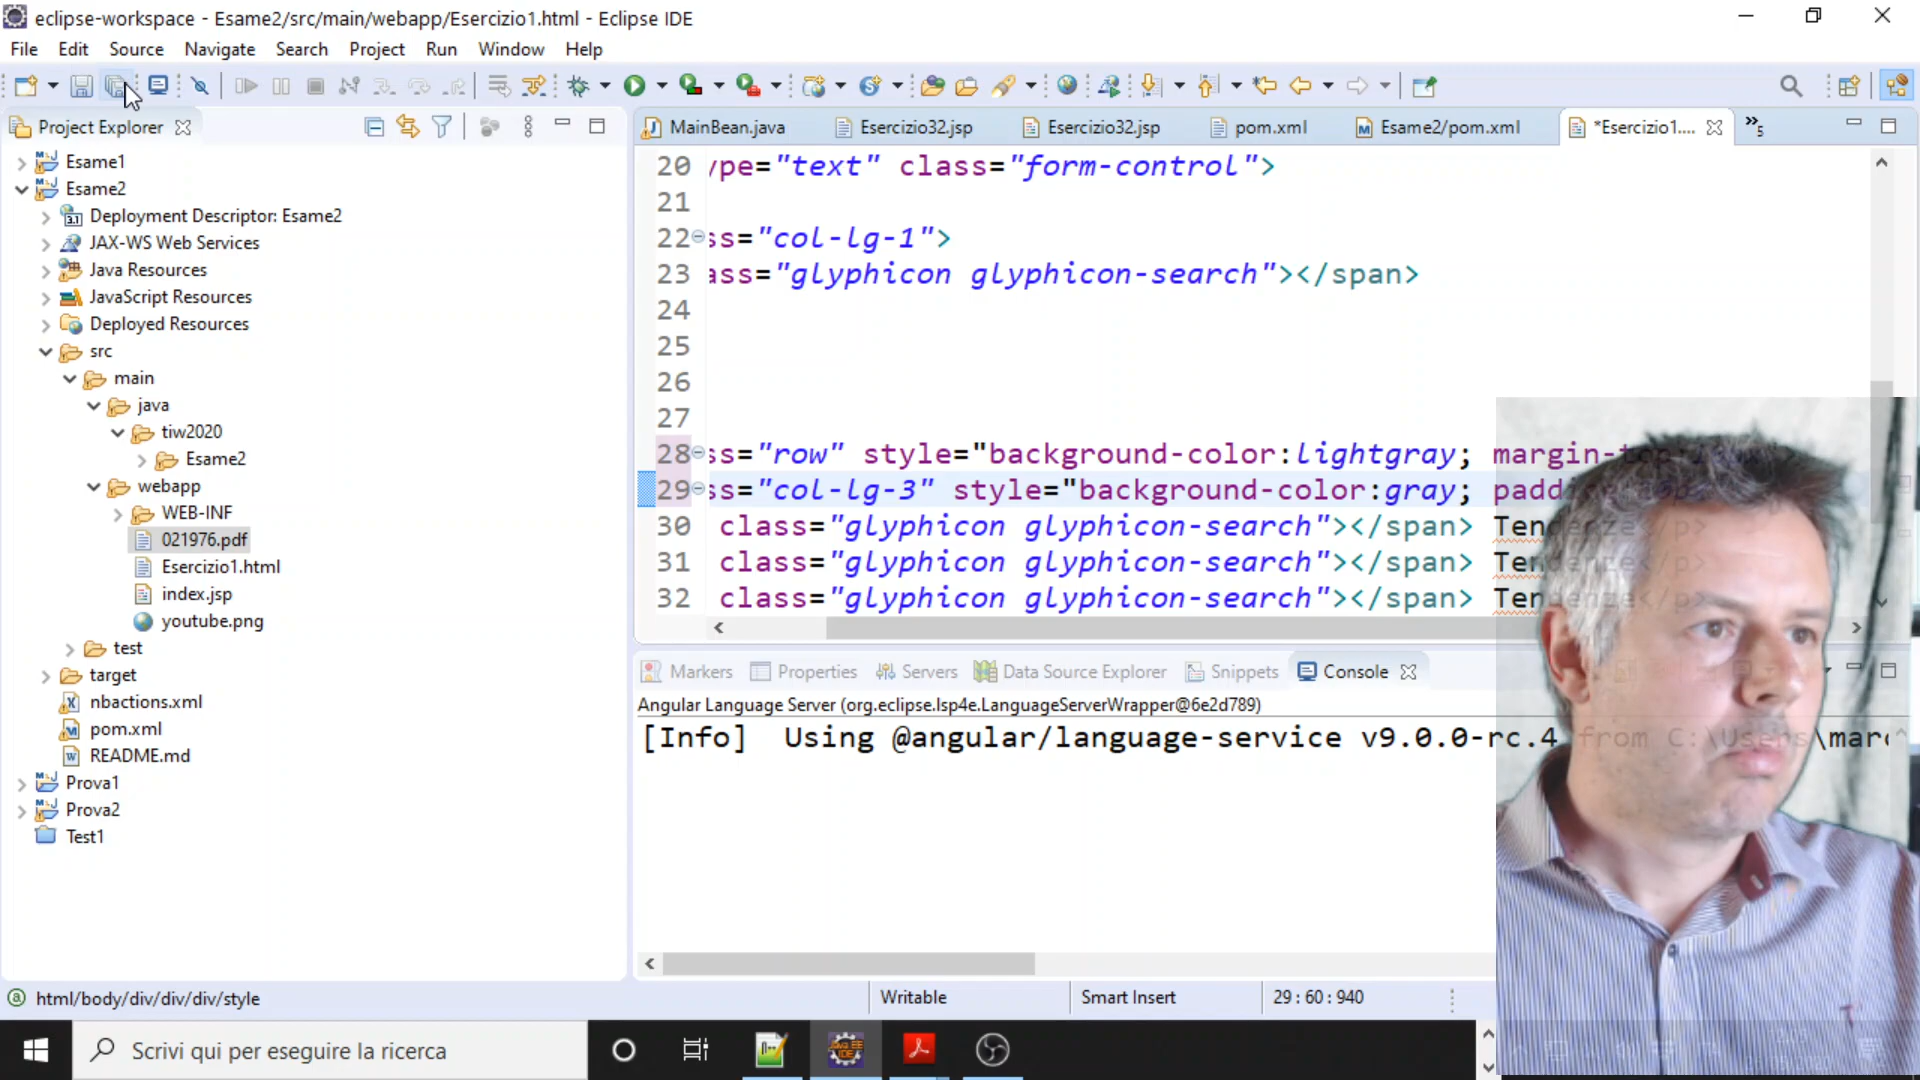 eclipse-workspace - Esame2/src/main/webapp/Esercizio1.html - Eclipse IDE
File Edit Source Navigate Search Project Run Window Help
Project Explorer
MainBean.java Esercizio32.jsp Esercizio32.jsp pom.xml Esame2/pom.xml *Esercizio1.... »5
Esame1
Esame2
Deployment Descriptor: Esame2
JAX-WS Web Services
Java Resources
JavaScript Resources
Deployed Resources
src
main
java
tiw2020
Esame2
webapp
WEB-INF
021976.pdf
Esercizio1.html
index.jsp
youtube.png
test
target
nbactions.xml
pom.xml
README.md
Prova1
Prova2
Test1
20 ype="text" class="form-control">
21
22 ss="col-lg-1">
23 ass="glyphicon glyphicon-search"></span>
24
25
26
27
28 ss="row" style="background-color:lightgray; margin-top:
29 ss="col-lg-3" style="background-color:gray;
30 class="glyphicon glyphicon-search"></span> Tendenze</p>
31 class="glyphicon glyphicon-search"></span> Tendenze</p>
32 class="glyphicon glyphicon-search"></span> Tendenze</p>
Markers Properties Servers Data Source Explorer Snippets Console
Angular Language Server (org.eclipse.lsp4e.LanguageServerWrapper@6e2d789)
[Info] Using @angular/language-service v9.0.0-rc.4 from C:\Users\marc
html/body/div/div/div/style Writable Smart Insert 29 : 60 : 940
Scrivi qui per eseguire la ricerca